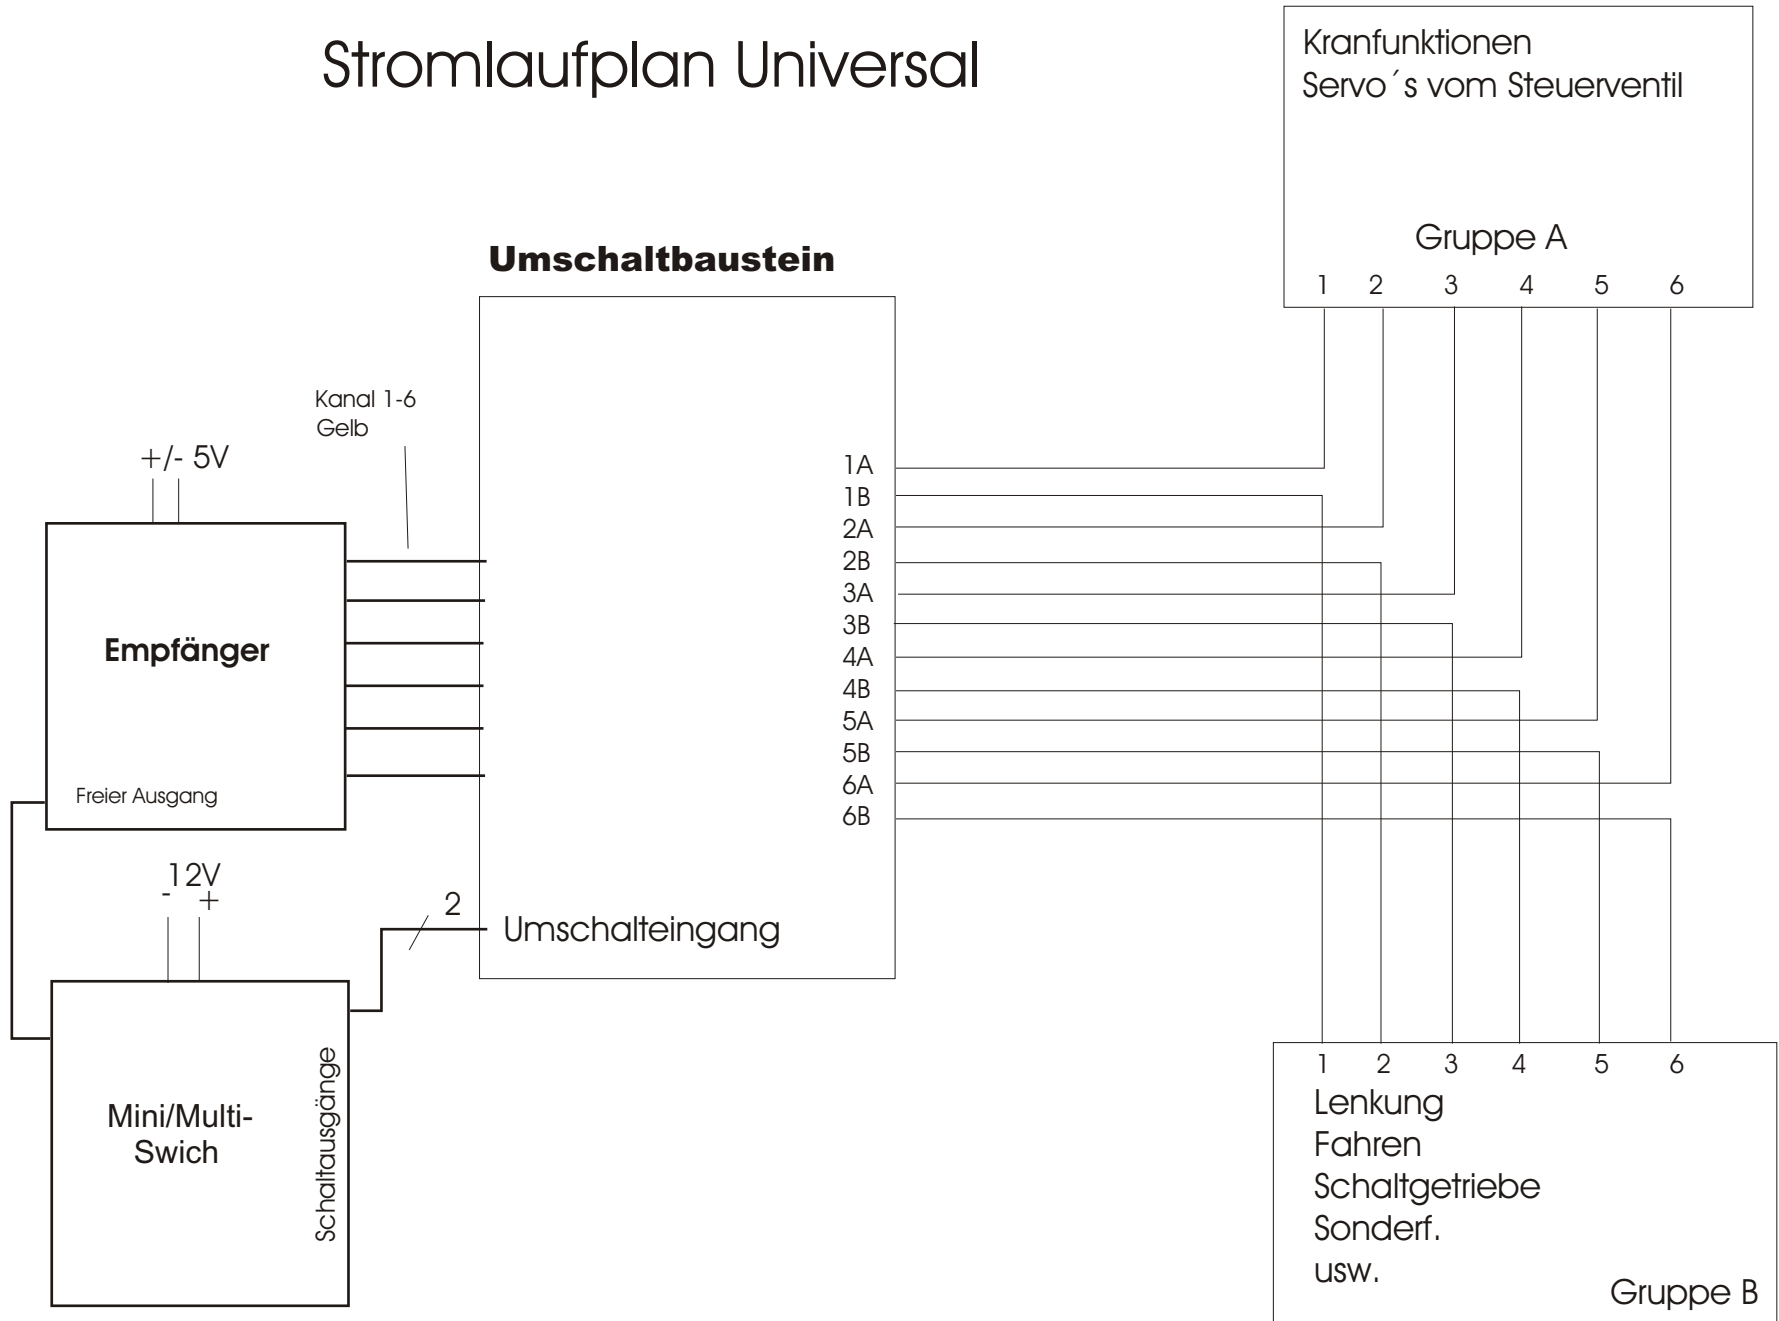 Stromlaufplan Universal
Kranfunktionen
Servo´s vom Steuerventil
Gruppe A
1 2 3 4 5 6
Umschaltbaustein
Kanal 1-6
Gelb
+/- 5V
Empfänger
Freier Ausgang
1A
1B
2A
2B
3A
3B
4A
4B
5A
5B
6A
6B
2
Umschalteingang
12V
- +
Mini/Multi-
Swich
Schaltausgänge
1 2 3 4 5 6
Lenkung
Fahren
Schaltgetriebe
Sonderf.
usw.
Gruppe B